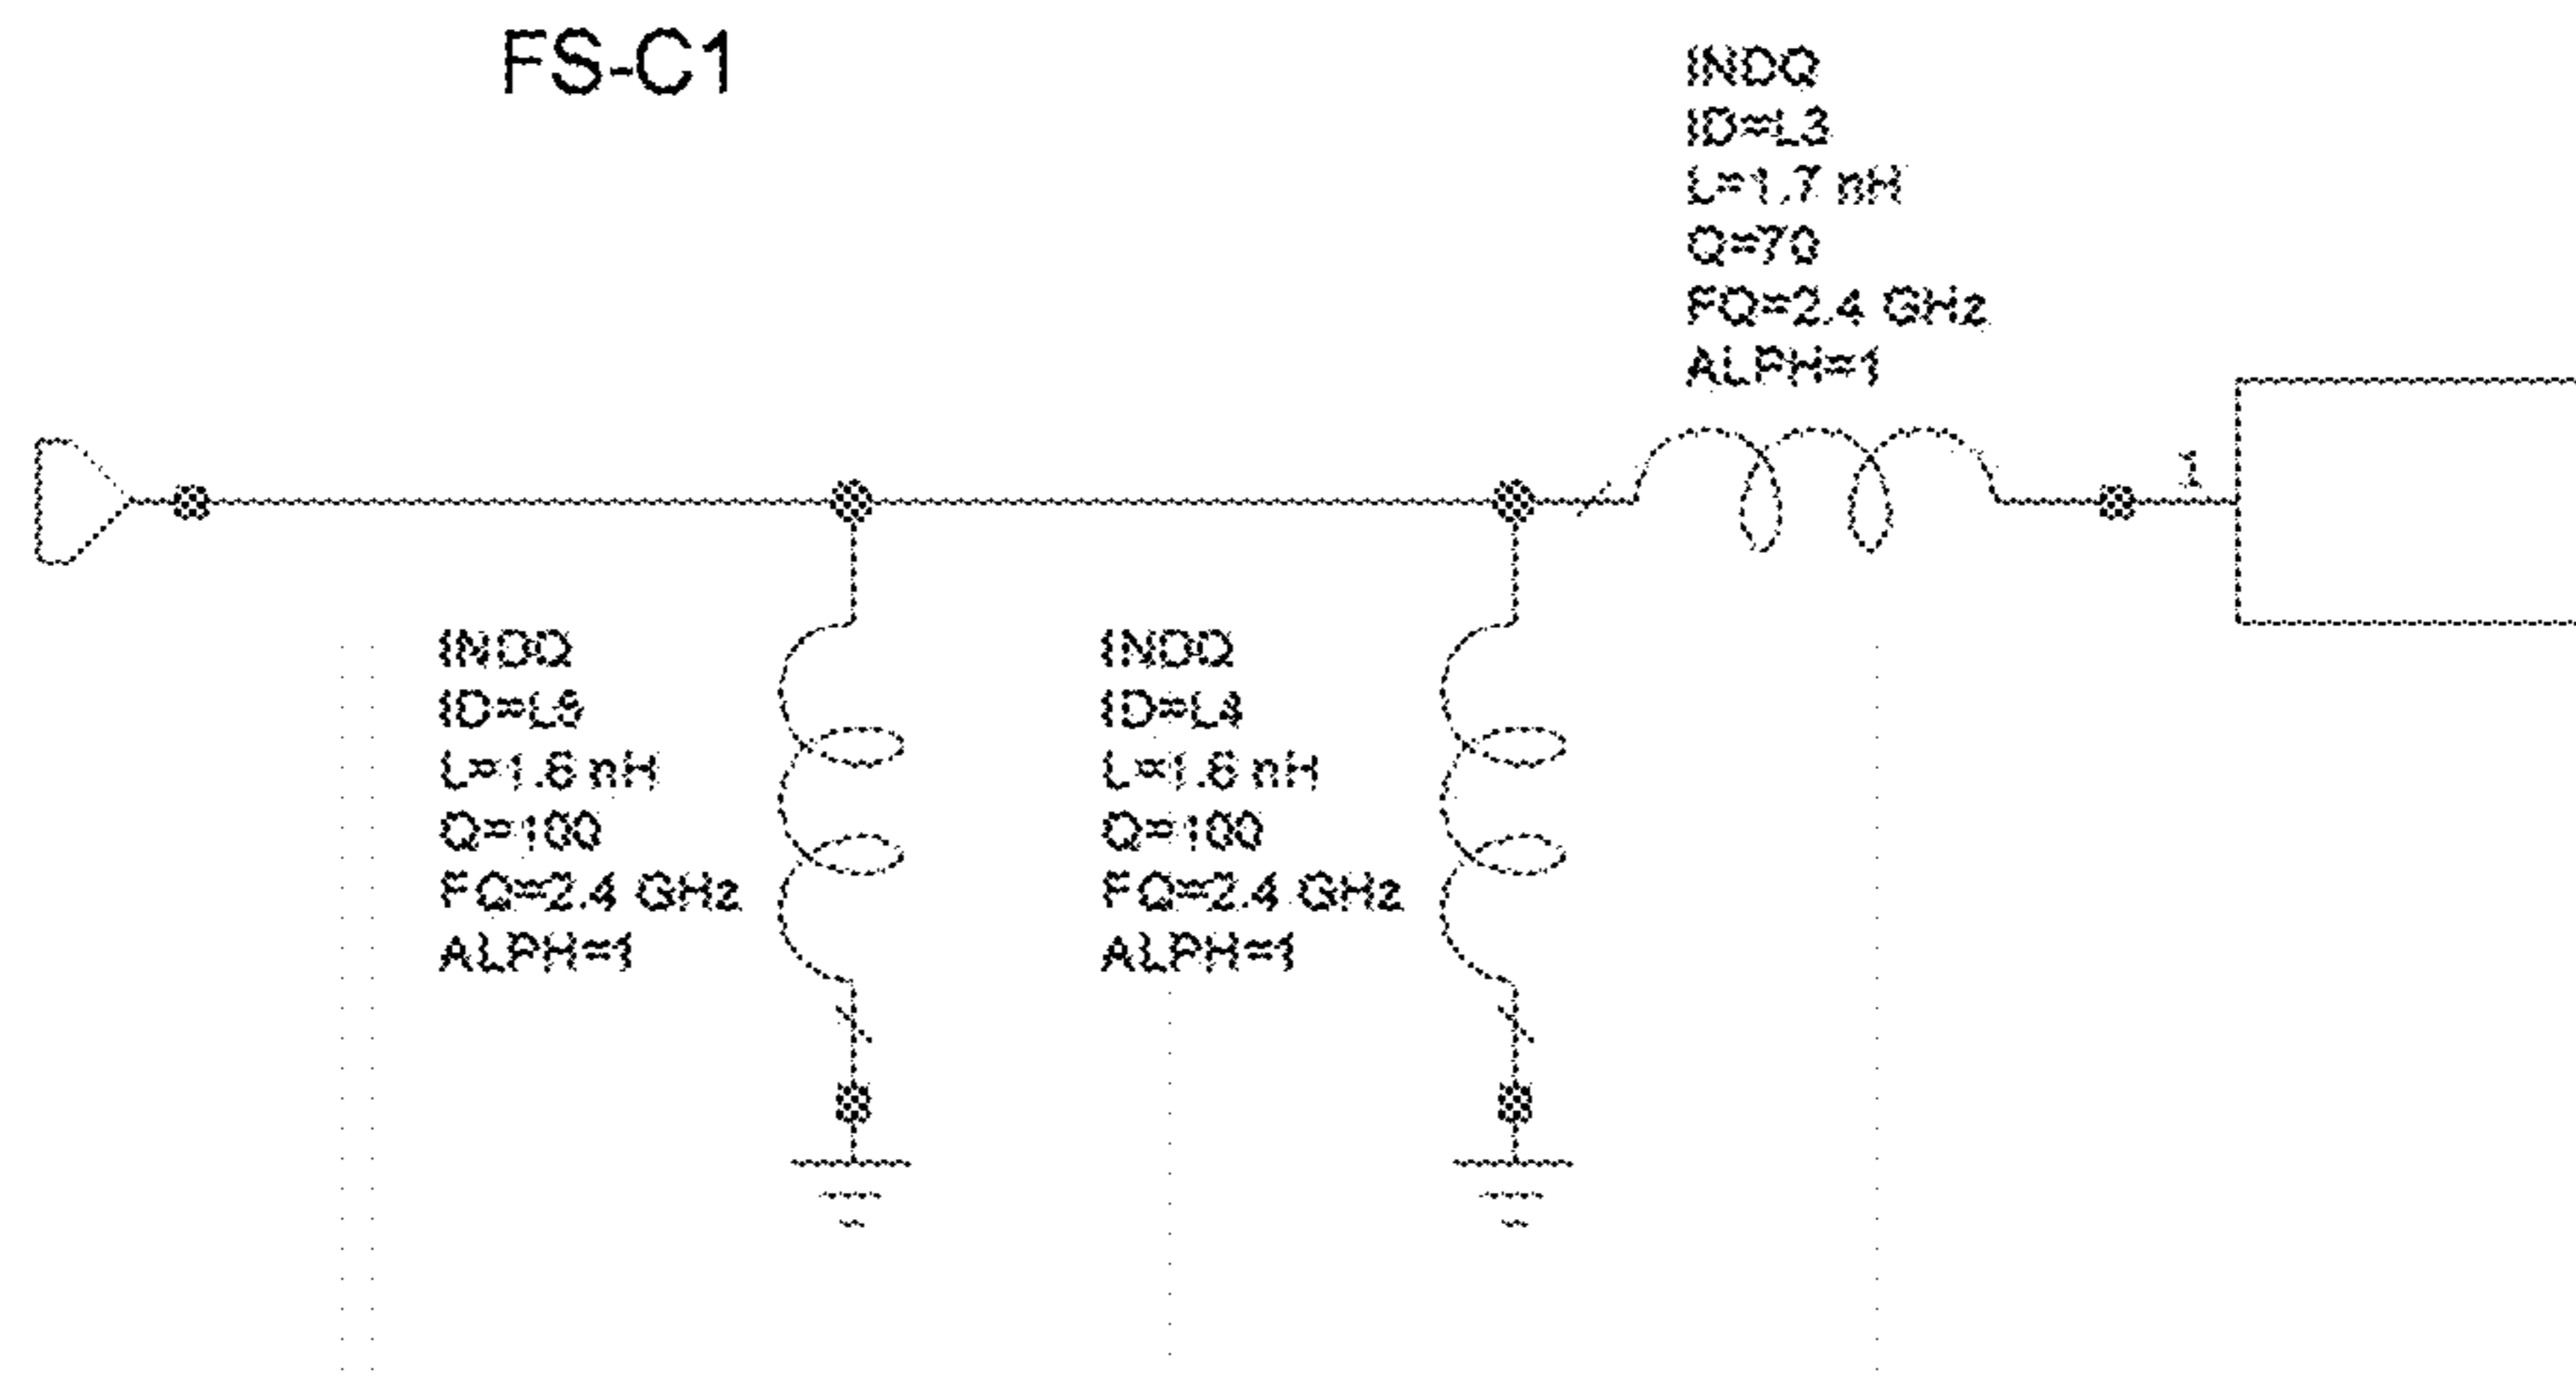 FS-C1
INDQ
ID=L3
L=1.7 nH
Q=70
FQ=2.4 GHz
ALPH=1
1
INDQ
L=1.6 nH
Q=100
FQ=2.4 GHz
ALPH=1
INDQ
ID=L4
L=1.6 nH
Q=100
FQ=2.4 GHz
ALPH=1